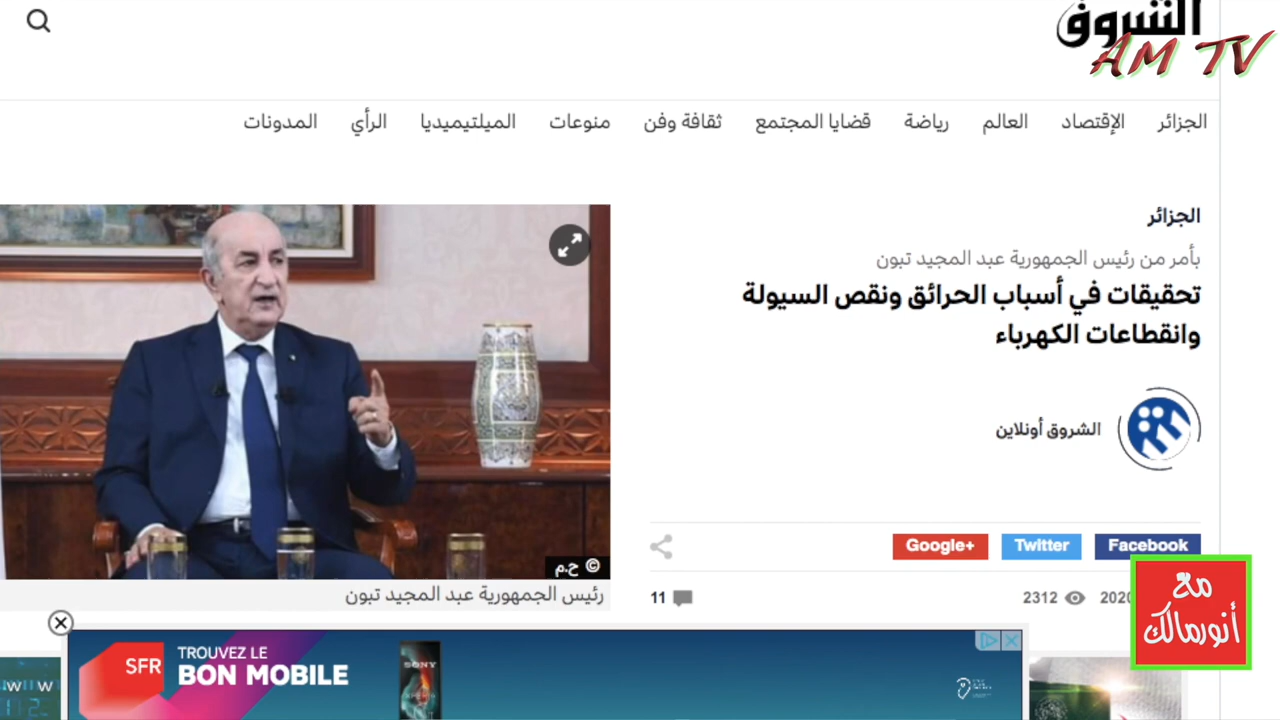 الشروق
AM TV
الجزائر الإقتصاد العالم رياضة قضايا المجتمع ثقافة وفن منوعات الميلتيميديا الرأي المدونات
الجزائر
بأمر من رئيس الجمهورية عبد المجيد تبون
تحقيقات في أسباب الحرائق ونقص السيولة
وانقطاعات الكهرباء
الشروق أونلاين
Facebook Twitter Google+
2020 2312 11
© ح.م
رئيس الجمهورية عبد المجيد تبون
مع
أنورمالك
SFR
TROUVEZ LE
BON MOBILE
SONY
W W